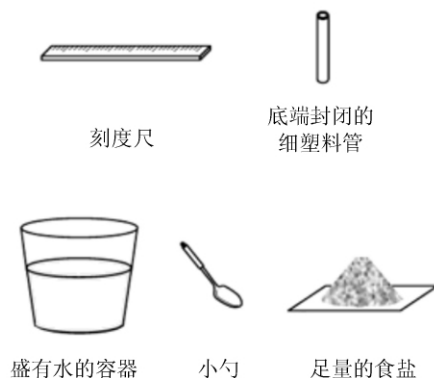 刻度尺
底端封闭的
细塑料管
盛有水的容器
小勺
足量的食盐